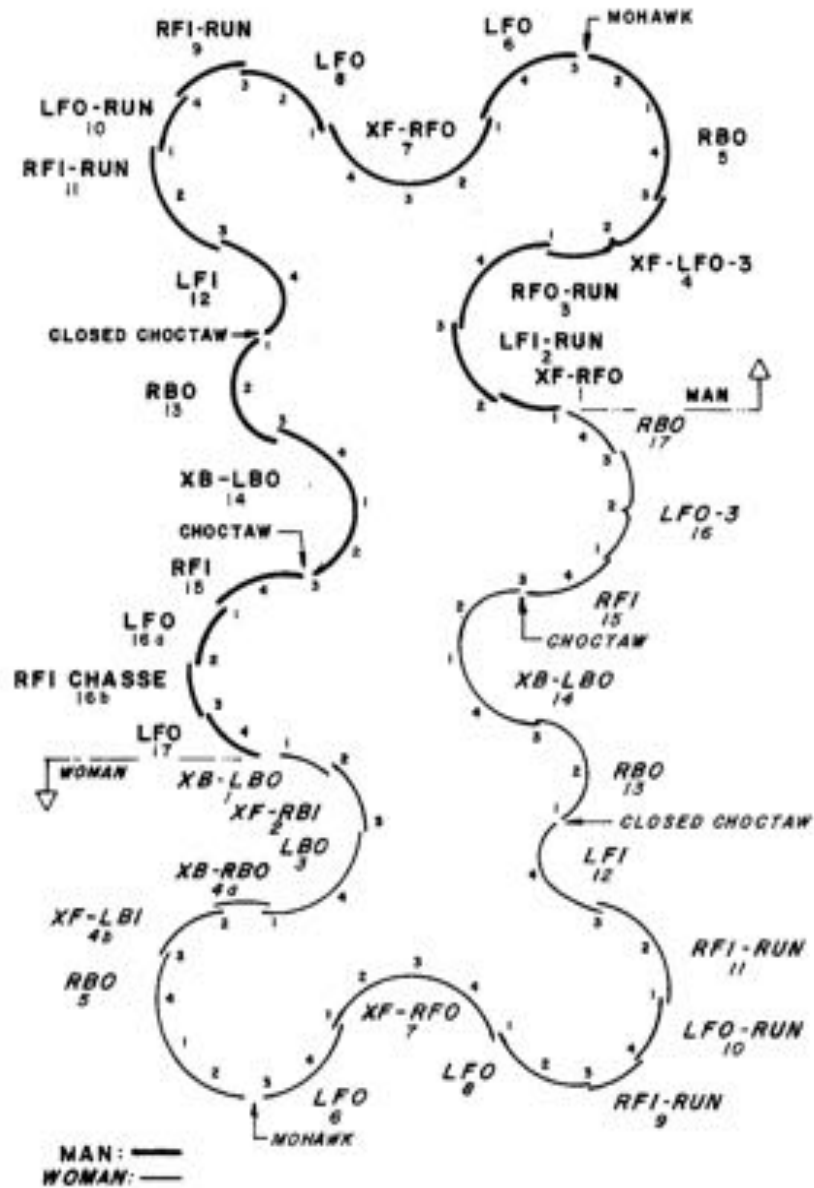 RFI-RUN
9
LFO
8
LFO
6
MOHAWK
LFO-RUN
10
XF-RFO
7
RBO
5
RFI-RUN
11
XF-LFO-3
4
LFI
12
RFO-RUN
3
CLOSED CHOCTAW
LFI-RUN
2
XF-RFO
1
MAN
RBO
13
RBO
17
XB-LBO
14
LFO-3
16
CHOCTAW
RFI
15
RFI
15
CHOCTAW
LFO
16a
RFI CHASSE
16b
XB-LBO
14
LFO
17
WOMAN
XB-LBO
1
RBO
13
XF-RBI
2
LBO
3
CLOSED CHOCTAW
XB-RBO
4a
LFI
12
XF-LBI
4b
RBO
5
RFI-RUN
11
XF-RFO
7
LFO-RUN
10
LFO
6
LFO
8
RFI-RUN
9
MOHAWK
MAN:
WOMAN: